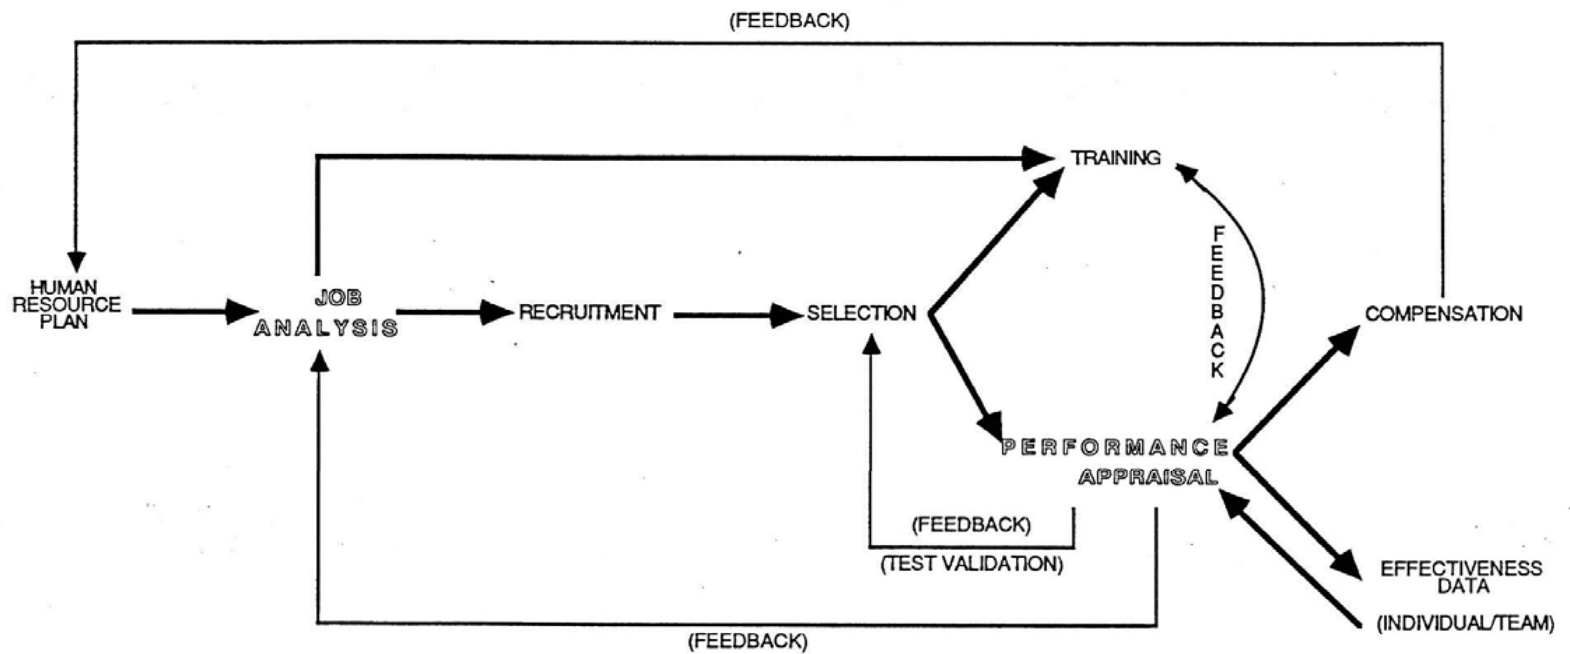 (FEEDBACK)
TRAINING
FEEDBACK
HUMAN
RESOURCE
PLAN
JOB
ANALYSIS
RECRUITMENT
SELECTION
COMPENSATION
PERFORMANCE
APPRAISAL
(FEEDBACK)
(TEST VALIDATION)
EFFECTIVENESS
DATA
(INDIVIDUAL/TEAM)
(FEEDBACK)